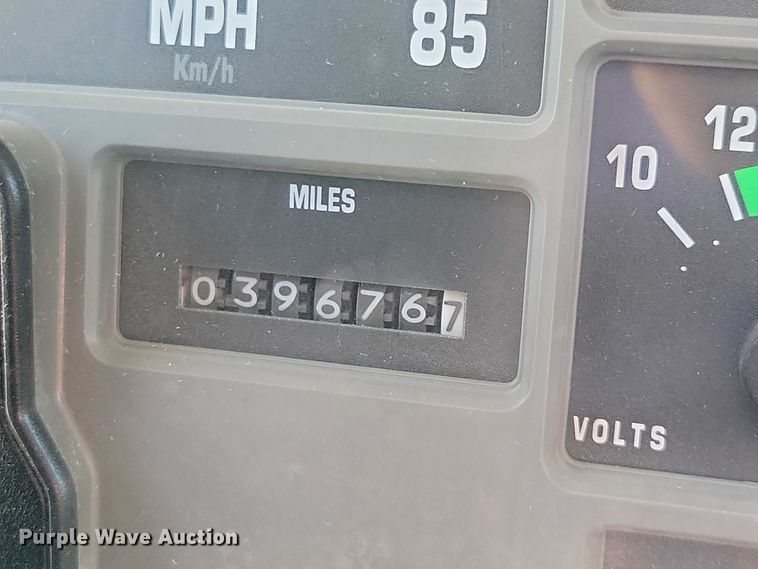 MPH 85
Km/h
MILES
0396767
10 12
VOLTS
Purple Wave Auction